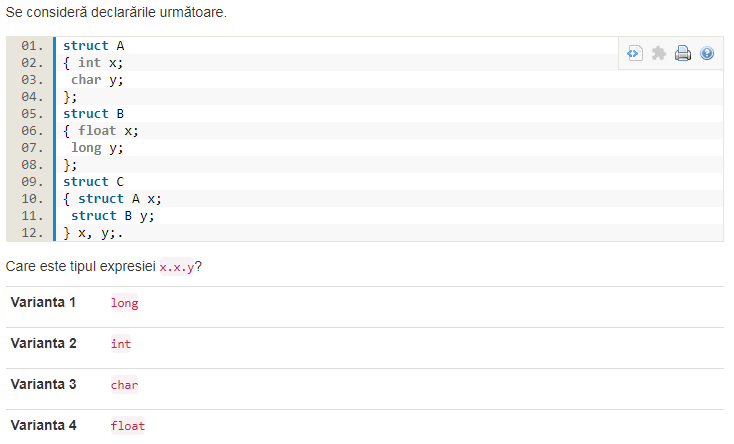 Se consideră declarările următoare.
01. struct A
02. { int x;
03. char y;
04. };
05. struct B
06. { float x;
07. long y;
08. };
09. struct C
10. { struct A x;
11. struct B y;
12. } x, y;.
Care este tipul expresiei x.x.y?
Varianta 1 long
Varianta 2 int
Varianta 3 char
Varianta 4 float